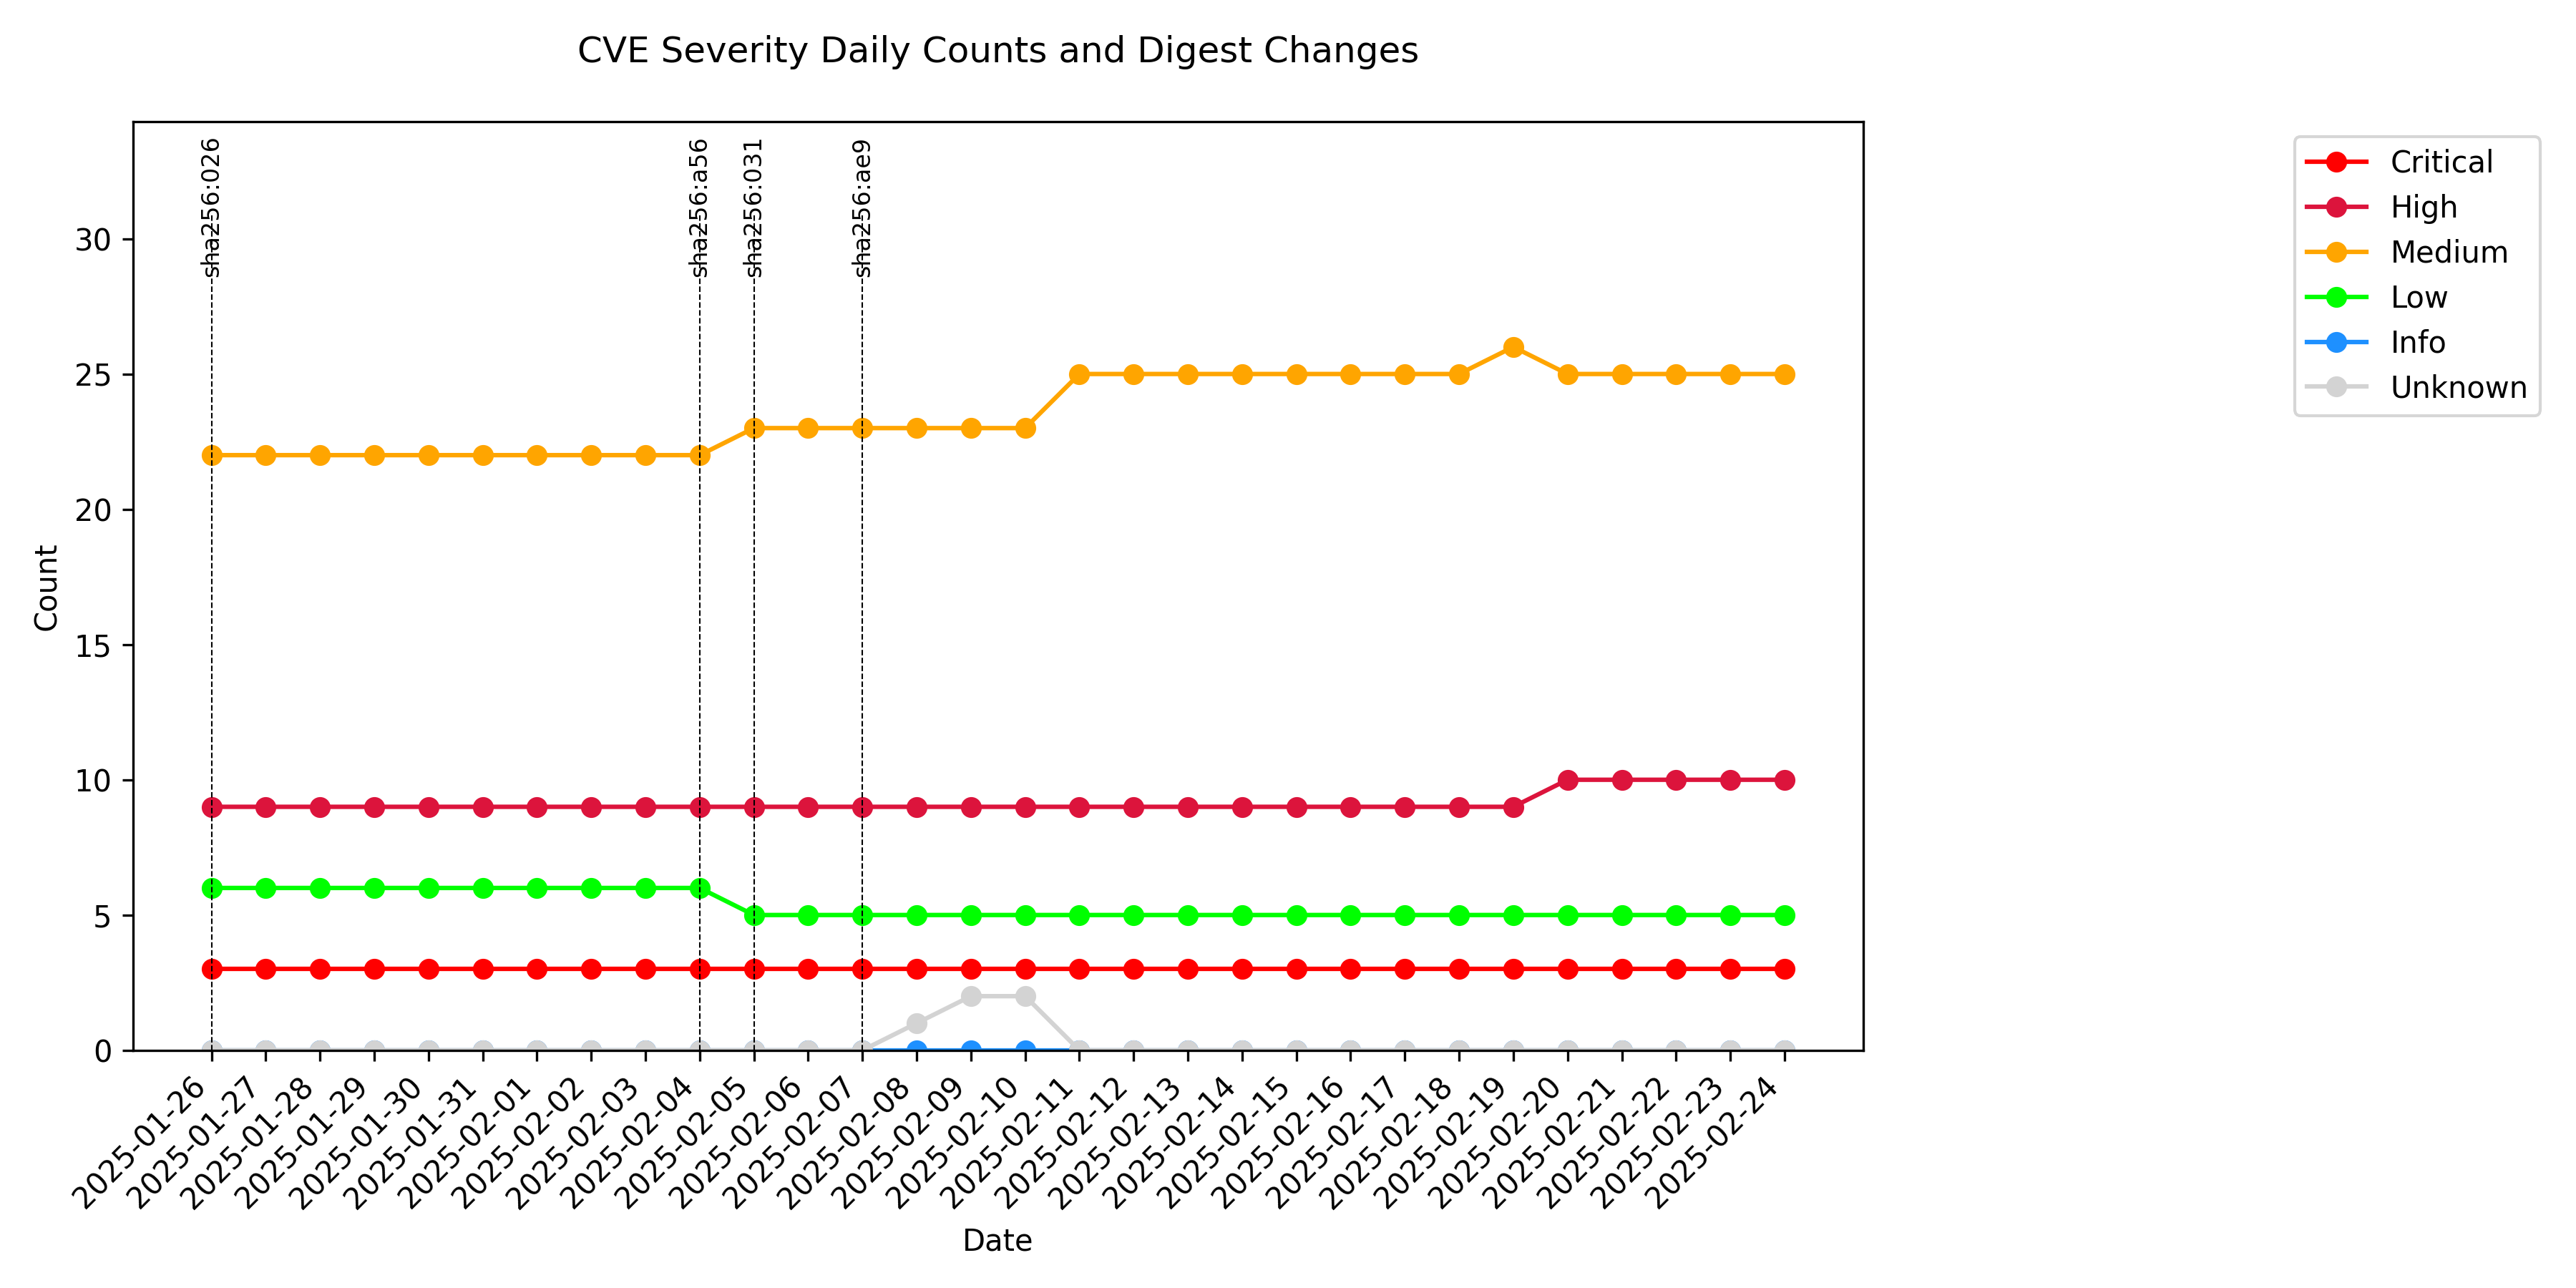 CVE Severity Daily Counts and Digest Changes
sha256:026
sha256:a56
sha256:031
sha256:ae9
Critical
High
Medium
Low
Info
Unknown
Count
30
25
20
15
10
5
0
2025-01-26
2025-01-27
2025-01-28
2025-01-29
2025-01-30
2025-01-31
2025-02-01
2025-02-02
2025-02-03
2025-02-04
2025-02-05
2025-02-06
2025-02-07
2025-02-08
2025-02-09
2025-02-10
2025-02-11
2025-02-12
2025-02-13
2025-02-14
2025-02-15
2025-02-16
2025-02-17
2025-02-18
2025-02-19
2025-02-20
2025-02-21
2025-02-22
2025-02-23
2025-02-24
Date